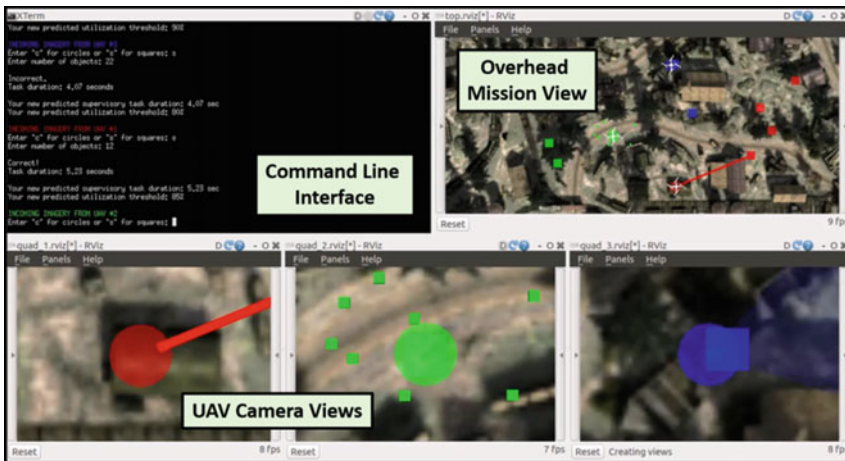 XTerm
Your new predicted utilization threshold: 90%
INCOMING IMAGERY FROM UAV #3
Enter "c" for circles or "s" for squares: s
Enter number of objects: 22
Incorrect.
Task duration: 4.07 seconds
Your new predicted supervisory task duration: 4.07 sec
Your new predicted utilization threshold: 80%
INCOMING IMAGERY FROM UAV #1
Enter "c" for circles or "s" for squares: s
Enter number of objects: 12
Correct!
Task duration: 5.23 seconds
Your new predicted supervisory task duration: 5.23 sec
Your new predicted utilization threshold: 85%
INCOMING IMAGERY FROM UAV #2
Enter "c" for circles or "s" for squares:
Command Line
Interface
top.rviz[*] - RViz
File Panels Help
Overhead
Mission View
Reset
9 fps
quad_1.rviz[*] - RViz
File Panels Help
Reset
8 fps
quad_2.rviz[*] - RViz
File Panels Help
Reset
7 fps
quad_3.rviz[*] - RViz
File Panels Help
Reset Creating views
8 fps
UAV Camera Views